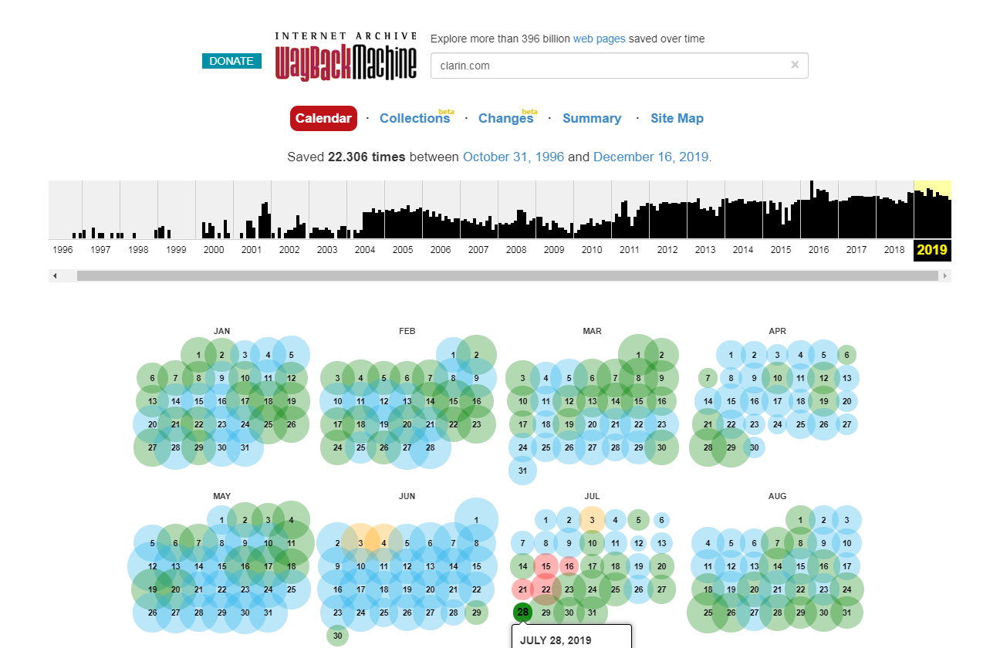 INTERNET ARCHIVE
Explore more than 396 billion web pages saved over time
DONATE
WayBackMachine
clarin.com ×
Calendar · Collections beta · Changes beta · Summary · Site Map
Saved 22.306 times between October 31, 1996 and December 16, 2019.
1996 1997 1998 1999 2000 2001 2002 2003 2004 2005 2006 2007 2008 2009 2010 2011 2012 2013 2014 2015 2016 2017 2018 2019
JAN
1 2 3 4 5
6 7 8 9 10 11 12
13 14 15 16 17 18 19
20 21 22 23 24 25 26
27 28 29 30 31
FEB
1 2
3 4 5 6 7 8 9
10 11 12 13 14 15 16
17 18 19 20 21 22 23
24 25 26 27 28
MAR
1 2
3 4 5 6 7 8 9
10 11 12 13 14 15 16
17 18 19 20 21 22 23
24 25 26 27 28 29 30
31
APR
1 2 3 4 5 6
7 8 9 10 11 12 13
14 15 16 17 18 19 20
21 22 23 24 25 26 27
28 29 30
MAY
1 2 3 4
5 6 7 8 9 10 11
12 13 14 15 16 17 18
19 20 21 22 23 24 25
26 27 28 29 30 31
JUN
1
2 3 4 5 6 7 8
9 10 11 12 13 14 15
16 17 18 19 20 21 22
23 24 25 26 27 28 29
30
JUL
1 2 3 4 5 6
7 8 9 10 11 12 13
14 15 16 17 18 19 20
21 22 23 24 25 26 27
28 29 30 31
JULY 28, 2019
AUG
1 2 3
4 5 6 7 8 9 10
11 12 13 14 15 16 17
18 19 20 21 22 23 24
25 26 27 28 29 30 31